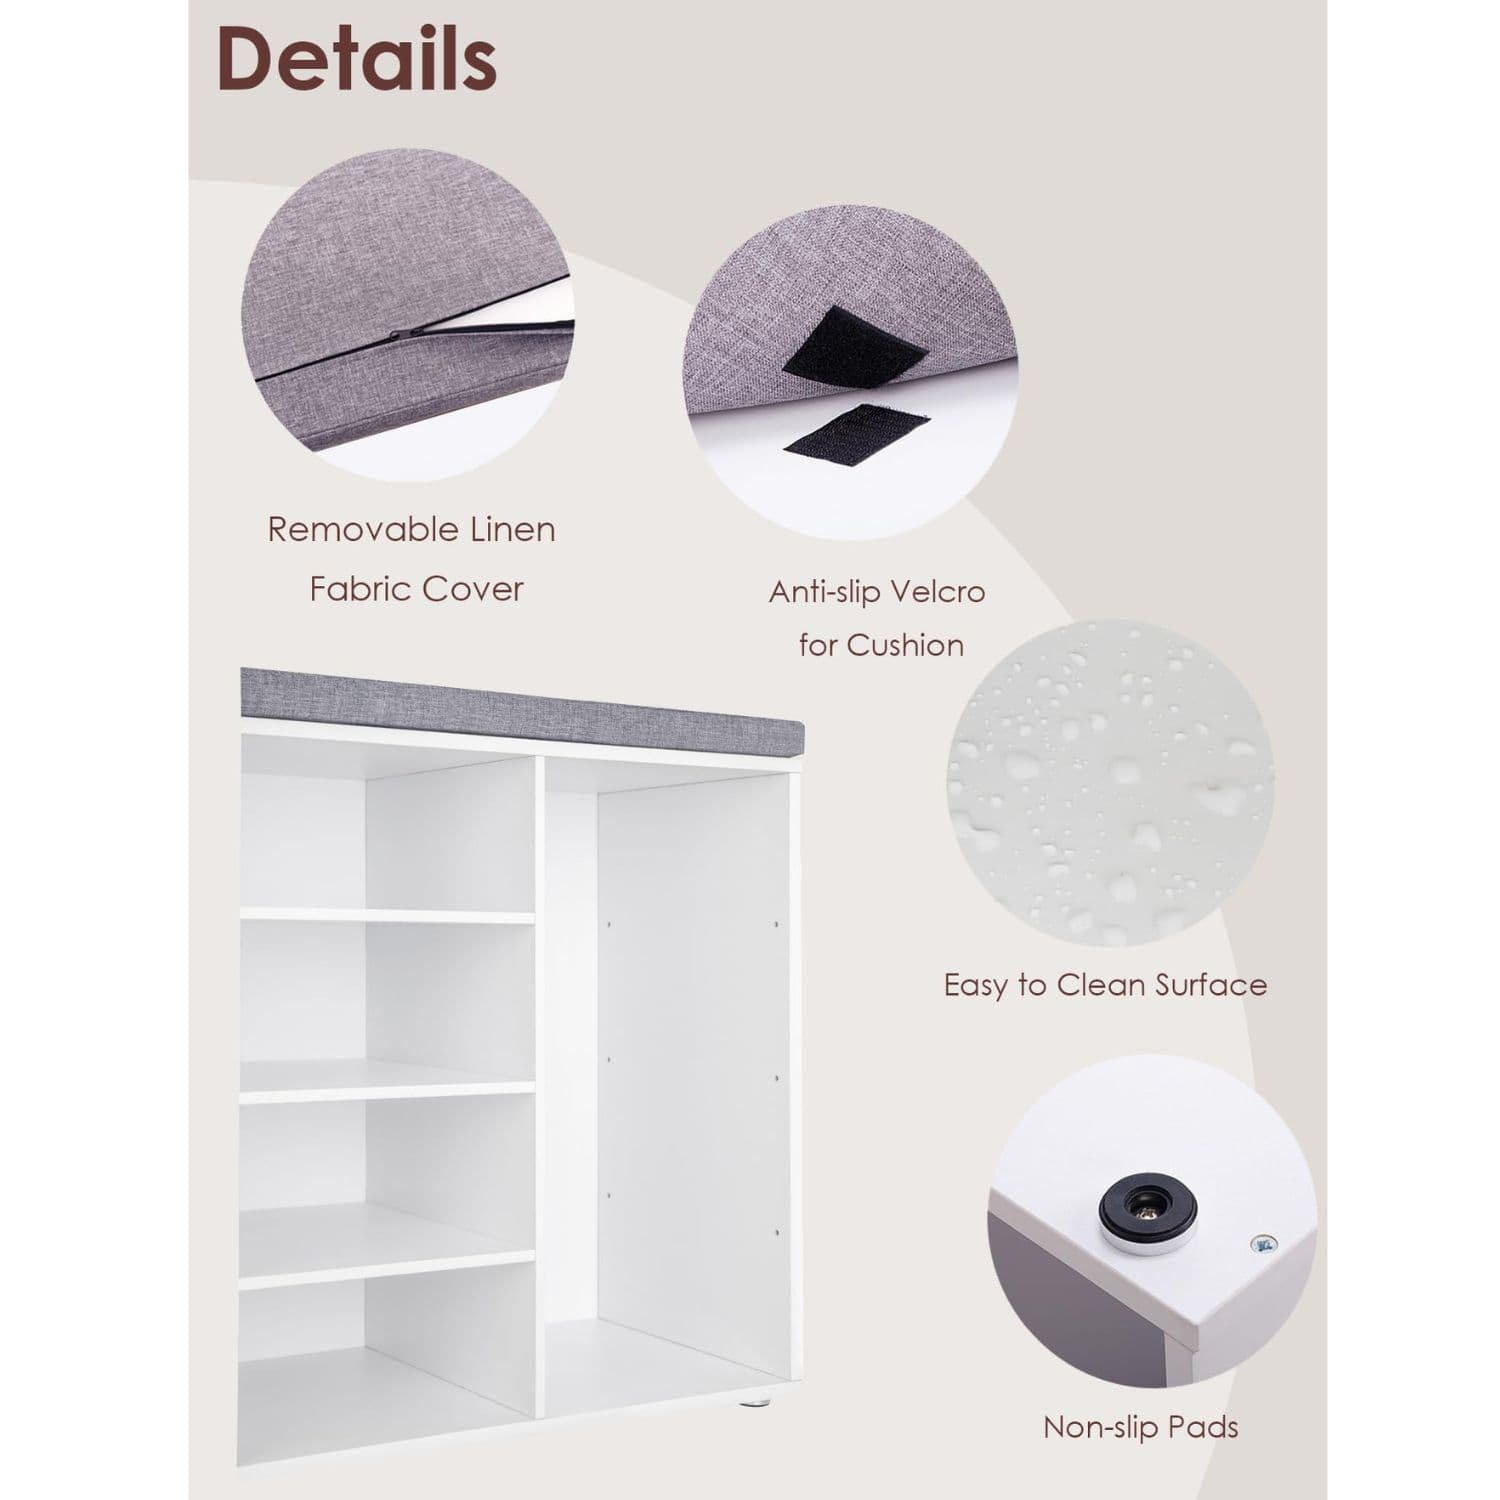 Details
Removable Linen
Fabric Cover
Anti-slip Velcro
for Cushion
Easy to Clean Surface
Non-slip Pads